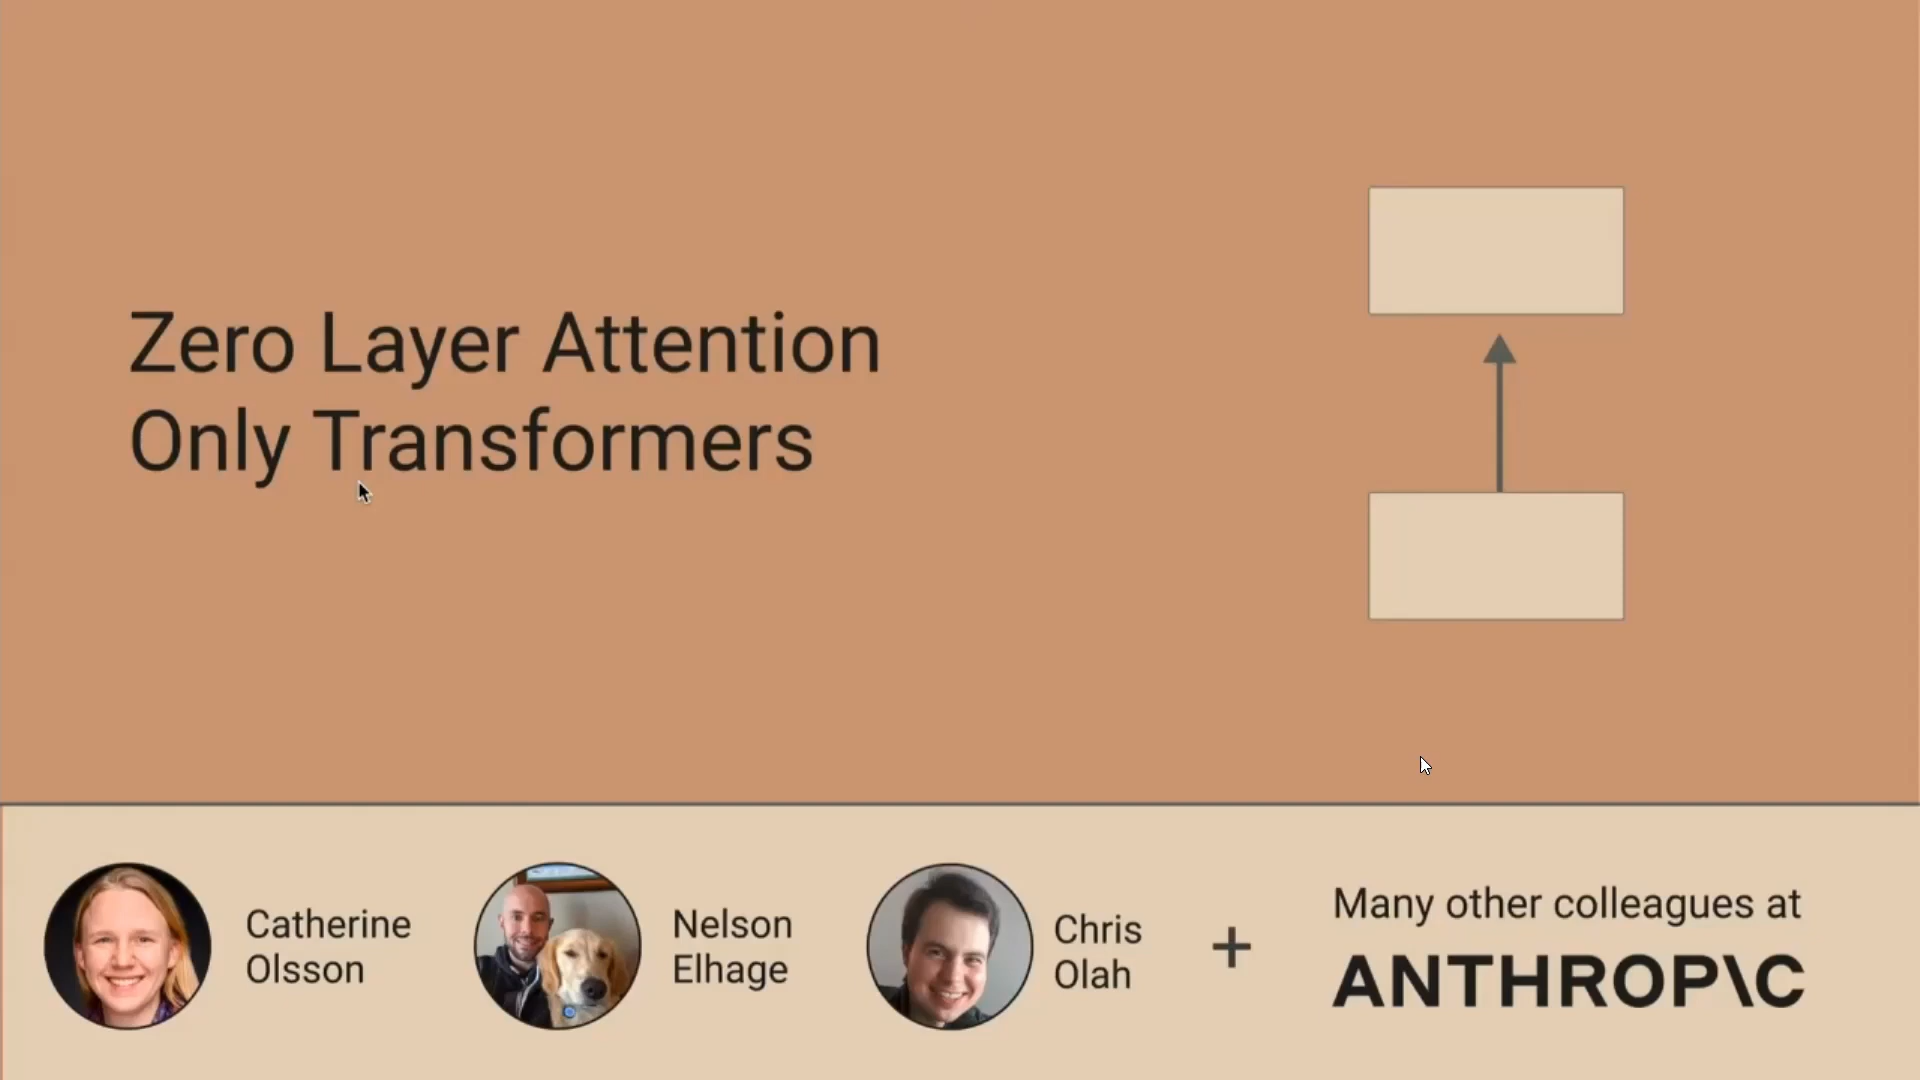 Zero Layer Attention
Only Transformers
Catherine
Olsson
Nelson
Elhage
Chris
Olah
+
Many other colleagues at
ANTHROP\C